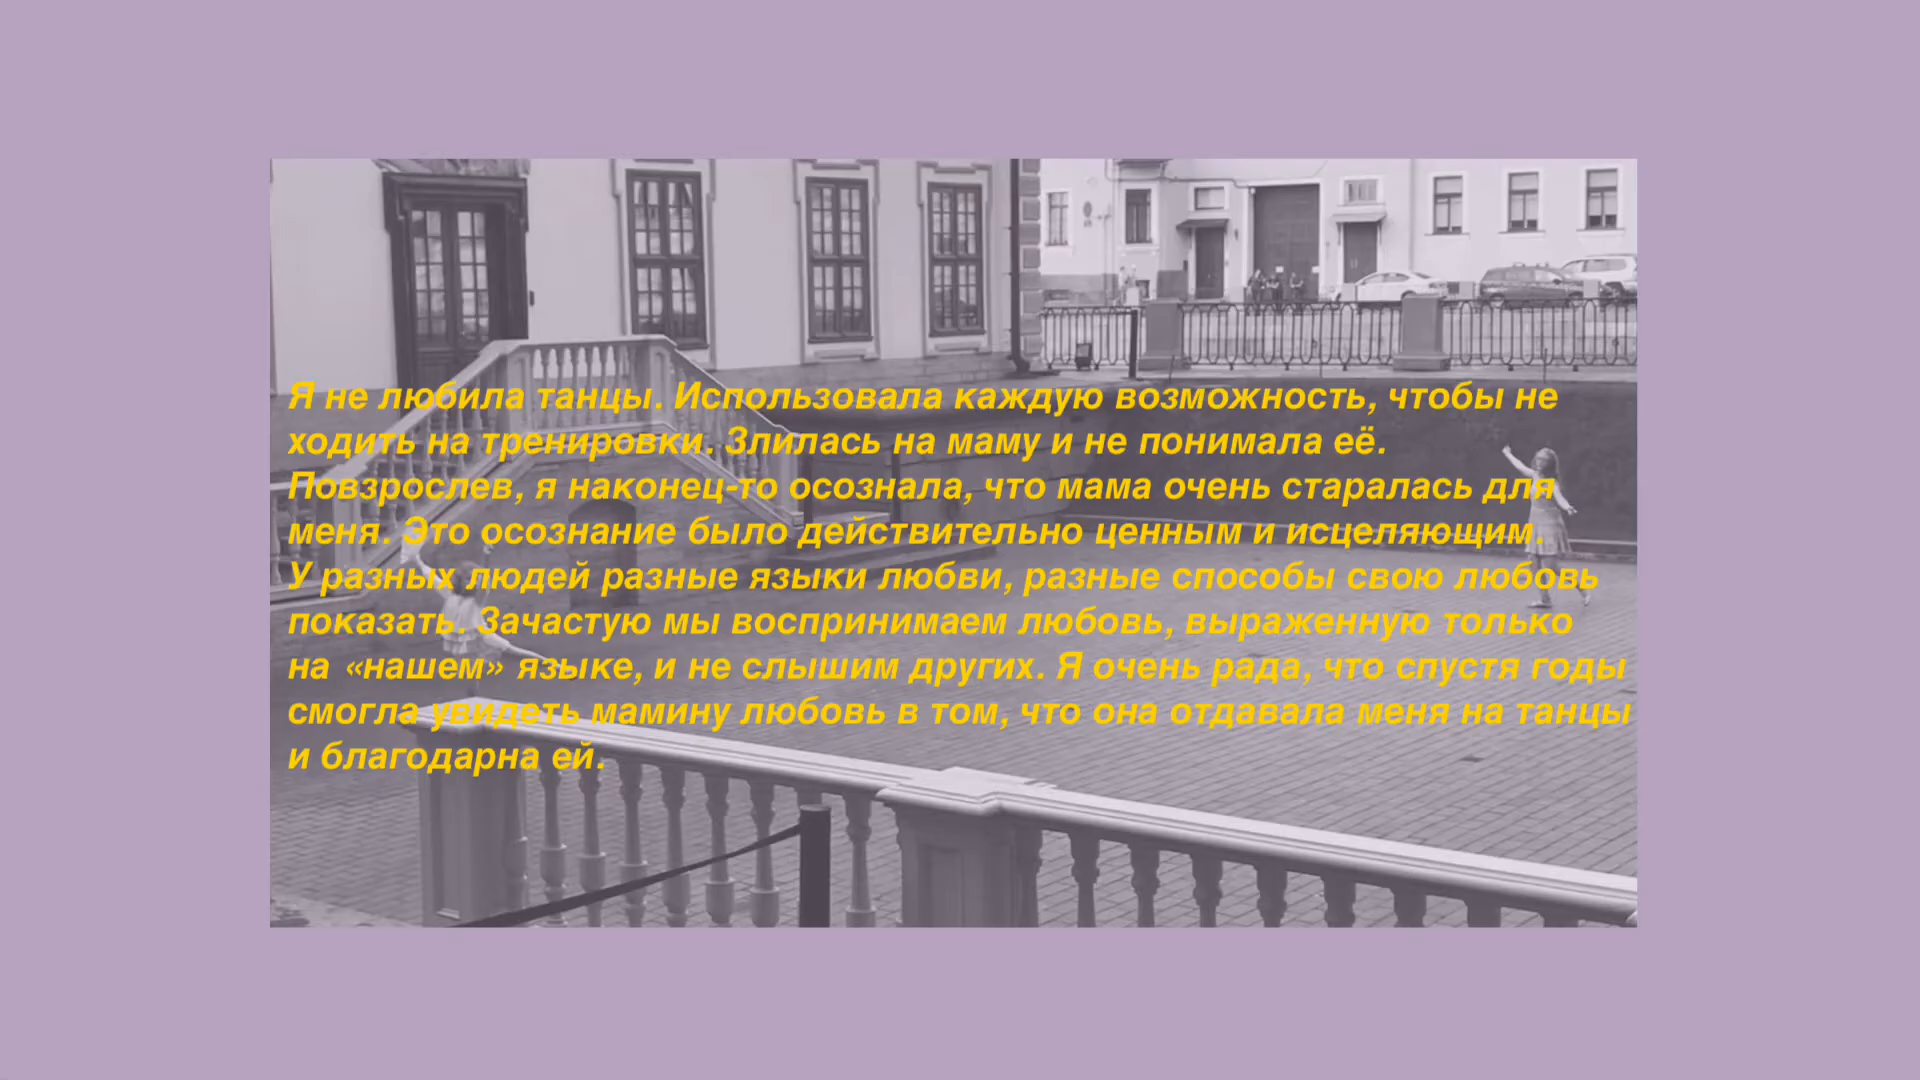 Я не любила танцы. Использовала каждую возможность, чтобы не
ходить на тренировки. Злилась на маму и не понимала её.
Повзрослев, я наконец-то осознала, что мама очень старалась для
меня. Это осознание было действительно ценным и исцеляющим.
У разных людей разные языки любви, разные способы свою любовь
показать. Зачастую мы воспринимаем любовь, выраженную только
на «нашем» языке, и не слышим других. Я очень рада, что спустя годы
смогла увидеть мамину любовь в том, что она отдавала меня на танцы
и благодарна ей.